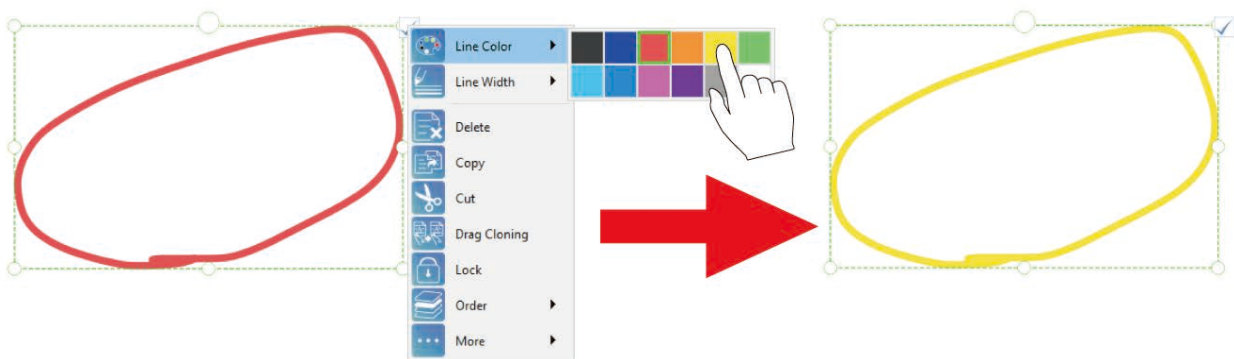 Line Color
Line Width
Delete
Copy
Cut
Drag Cloning
Lock
Order
More